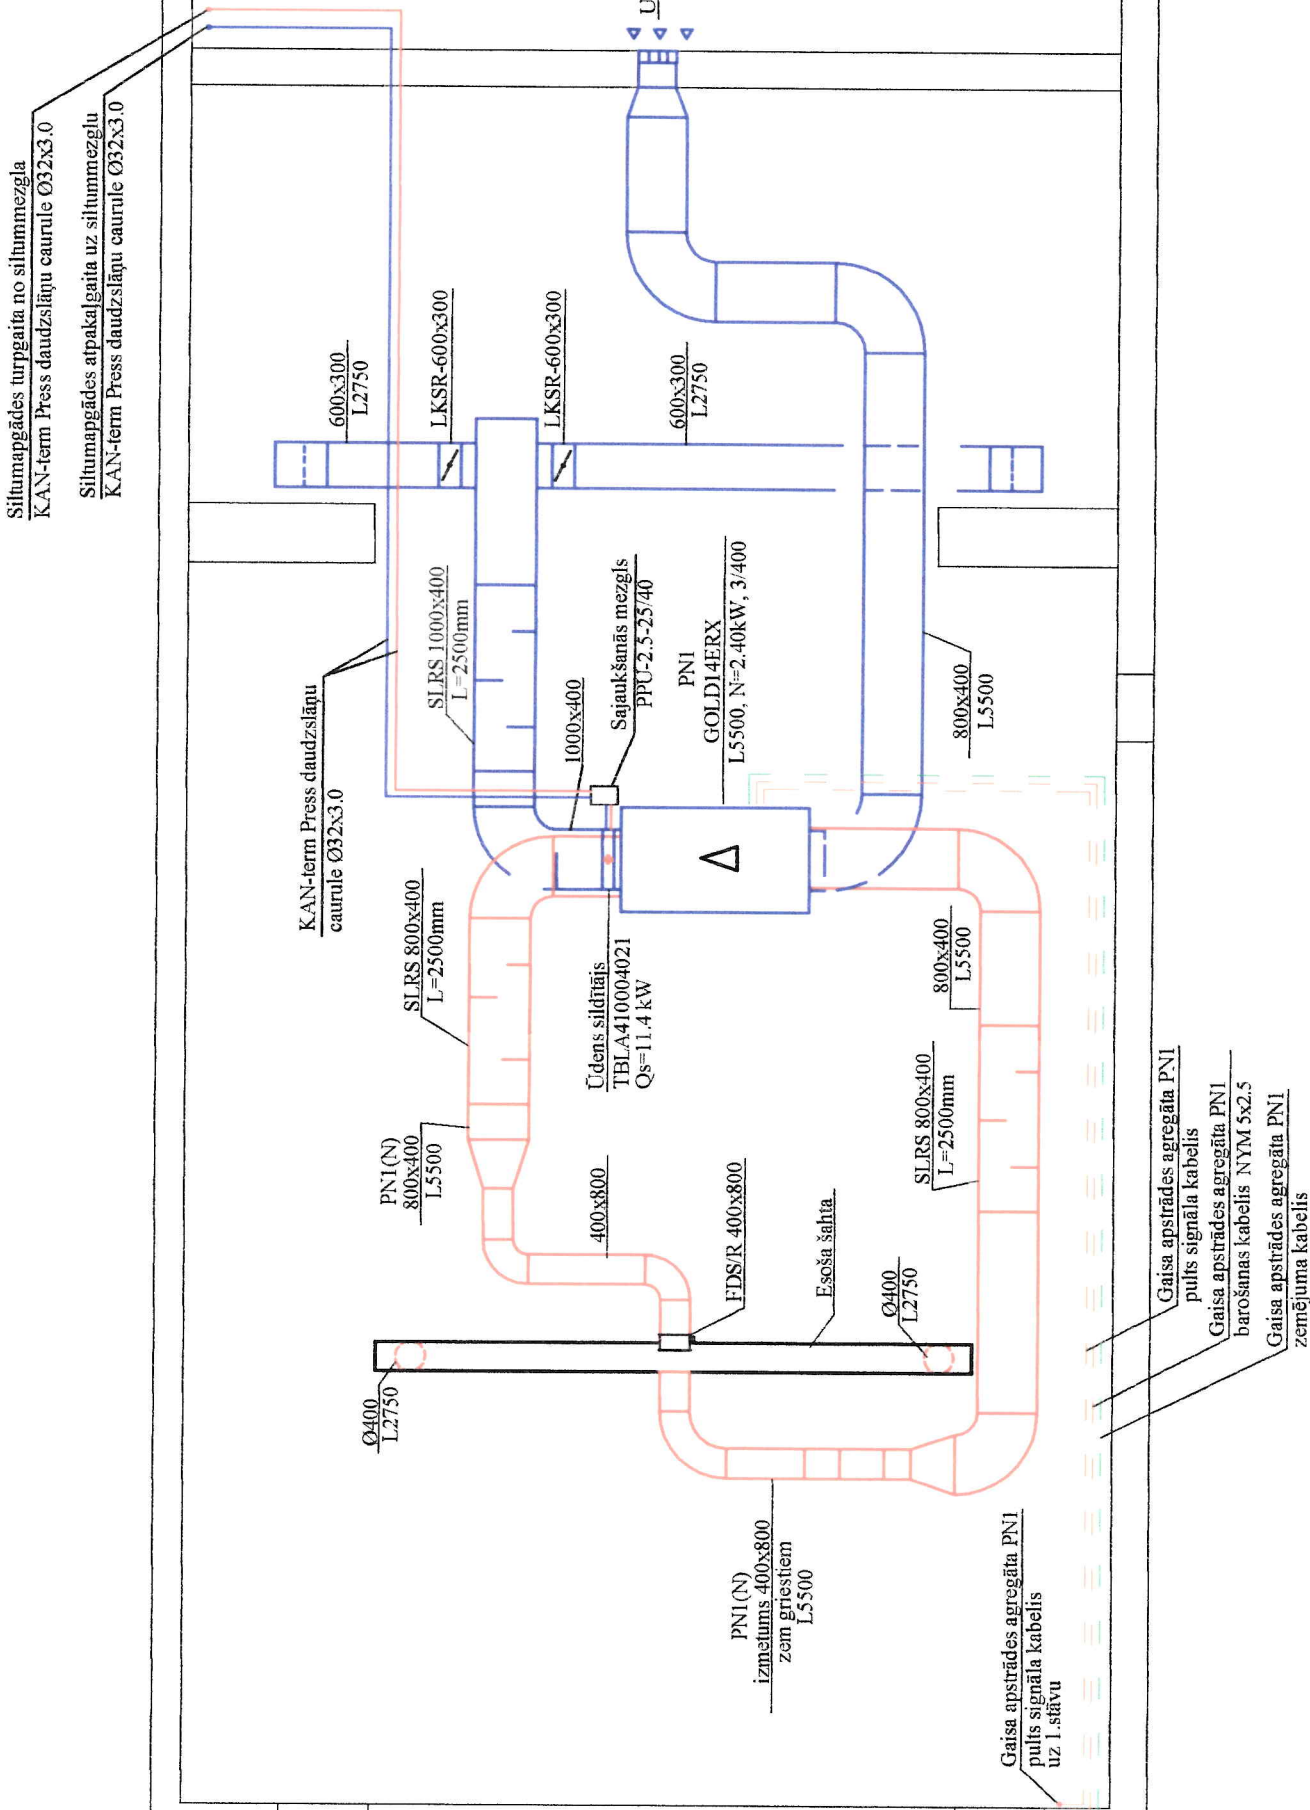 Siltumapgādes turpgaita no siltummezgla
KAN-term Press daudzslāņu caurule Ø32x3.0
Siltumapgādes atpakaļgaita uz siltummezglu
KAN-term Press daudzslāņu caurule Ø32x3.0
U
600x300
L2750
LKSR-600x300
LKSR-600x300
600x300
L2750
KAN-term Press daudzslāņu
caurule Ø32x3.0
SLRS 1000x400
L=2500mm
1000x400
Sajaukšanās mezgls
PPU-2.5-25/40
PN1
GOLD14ERX
L5500, N=2.40kW, 3/400
800x400
L5500
SLRS 800x400
L=2500mm
Ūdens sildītājs
TBLA410004021
Qs=11.4 kW
800x400
L5500
PN1(N)
800x400
L5500
400x800
FDS/R 400x800
Esoša šahta
Ø400
L2750
SLRS 800x400
L=2500mm
Ø400
L2750
PN1(N)
izmetums 400x800
zem griestiem
L5500
Gaisa apstrādes agregāta PN1
pults signāla kabelis
Gaisa apstrādes agregāta PN1
barošanas kabelis NYM 5x2.5
Gaisa apstrādes agregāta PN1
zemējuma kabelis
Gaisa apstrādes agregāta PN1
pults signāla kabelis
uz 1.stāvu